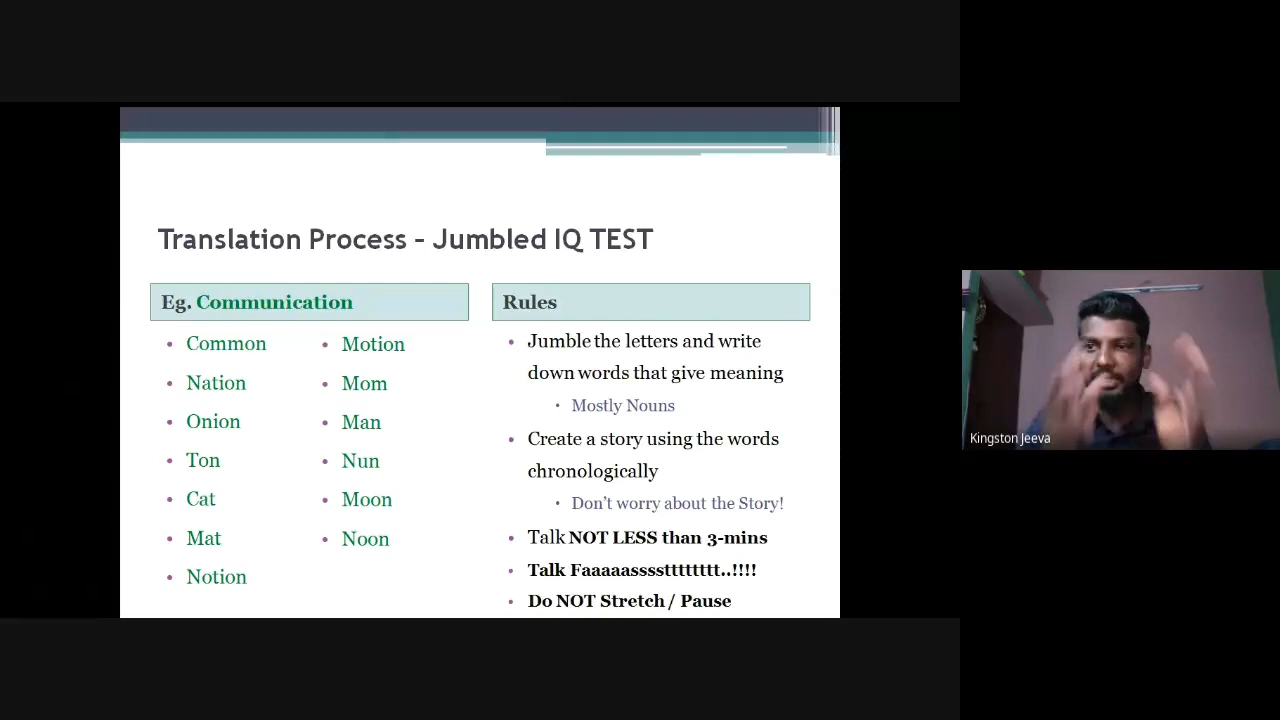 Translation Process – Jumbled IQ TEST
Eg. Communication
Common
Nation
Onion
Ton
Cat
Mat
Notion
Motion
Mom
Man
Nun
Moon
Noon
Rules
Jumble the letters and write
down words that give meaning
Mostly Nouns
Create a story using the words
chronologically
Don't worry about the Story!
Talk NOT LESS than 3-mins
Talk Faaaaassssttttttttt..!!!!
Do NOT Stretch / Pause
Kingston Jeeva